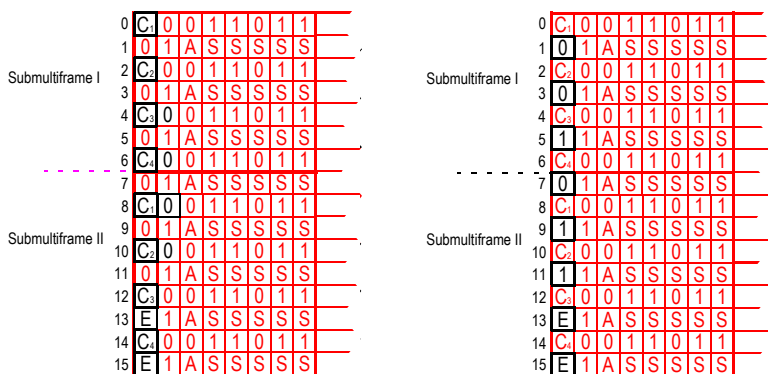 Submultiframe I
0 C₁ 0 0 1 1 0 1 1
1 0 1 A S S S S S
2 C₂ 0 0 1 1 0 1 1
3 0 1 A S S S S S
4 C₃ 0 0 1 1 0 1 1
5 0 1 A S S S S S
6 C₄ 0 0 1 1 0 1 1
7 0 1 A S S S S S
Submultiframe II
8 C₁ 0 0 1 1 0 1 1
9 0 1 A S S S S S
10 C₂ 0 0 1 1 0 1 1
11 0 1 A S S S S S
12 C₃ 0 0 1 1 0 1 1
13 E 1 A S S S S S
14 C₄ 0 0 1 1 0 1 1
15 E 1 A S S S S S
Submultiframe I
0 C₁ 0 0 1 1 0 1 1
1 0 1 A S S S S S
2 C₂ 0 0 1 1 0 1 1
3 0 1 A S S S S S
4 C₃ 0 0 1 1 0 1 1
5 1 1 A S S S S S
6 C₄ 0 0 1 1 0 1 1
7 0 1 A S S S S S
Submultiframe II
8 C₁ 0 0 1 1 0 1 1
9 1 1 A S S S S S
10 C₂ 0 0 1 1 0 1 1
11 1 1 A S S S S S
12 C₃ 0 0 1 1 0 1 1
13 E 1 A S S S S S
14 C₄ 0 0 1 1 0 1 1
15 E 1 A S S S S S